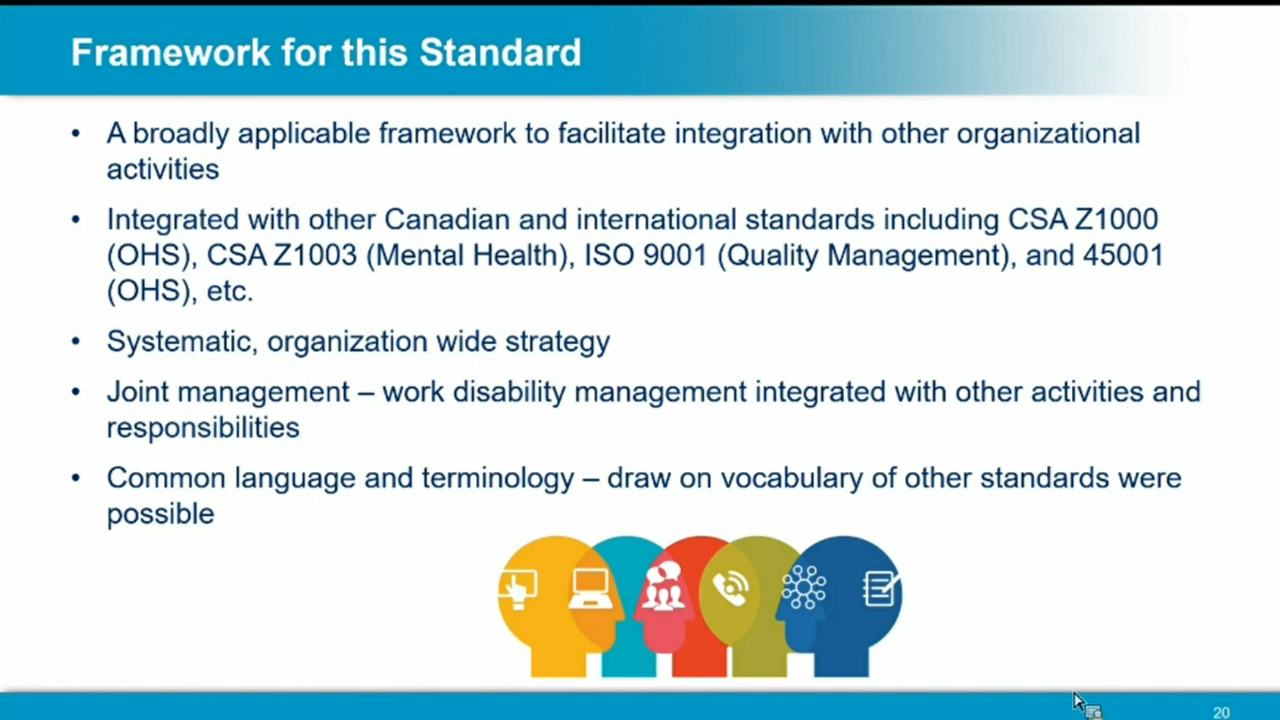 Framework for this Standard
• A broadly applicable framework to facilitate integration with other organizational
activities
• Integrated with other Canadian and international standards including CSA Z1000
(OHS), CSA Z1003 (Mental Health), ISO 9001 (Quality Management), and 45001
(OHS), etc.
• Systematic, organization wide strategy
• Joint management – work disability management integrated with other activities and
responsibilities
• Common language and terminology – draw on vocabulary of other standards were
possible
20